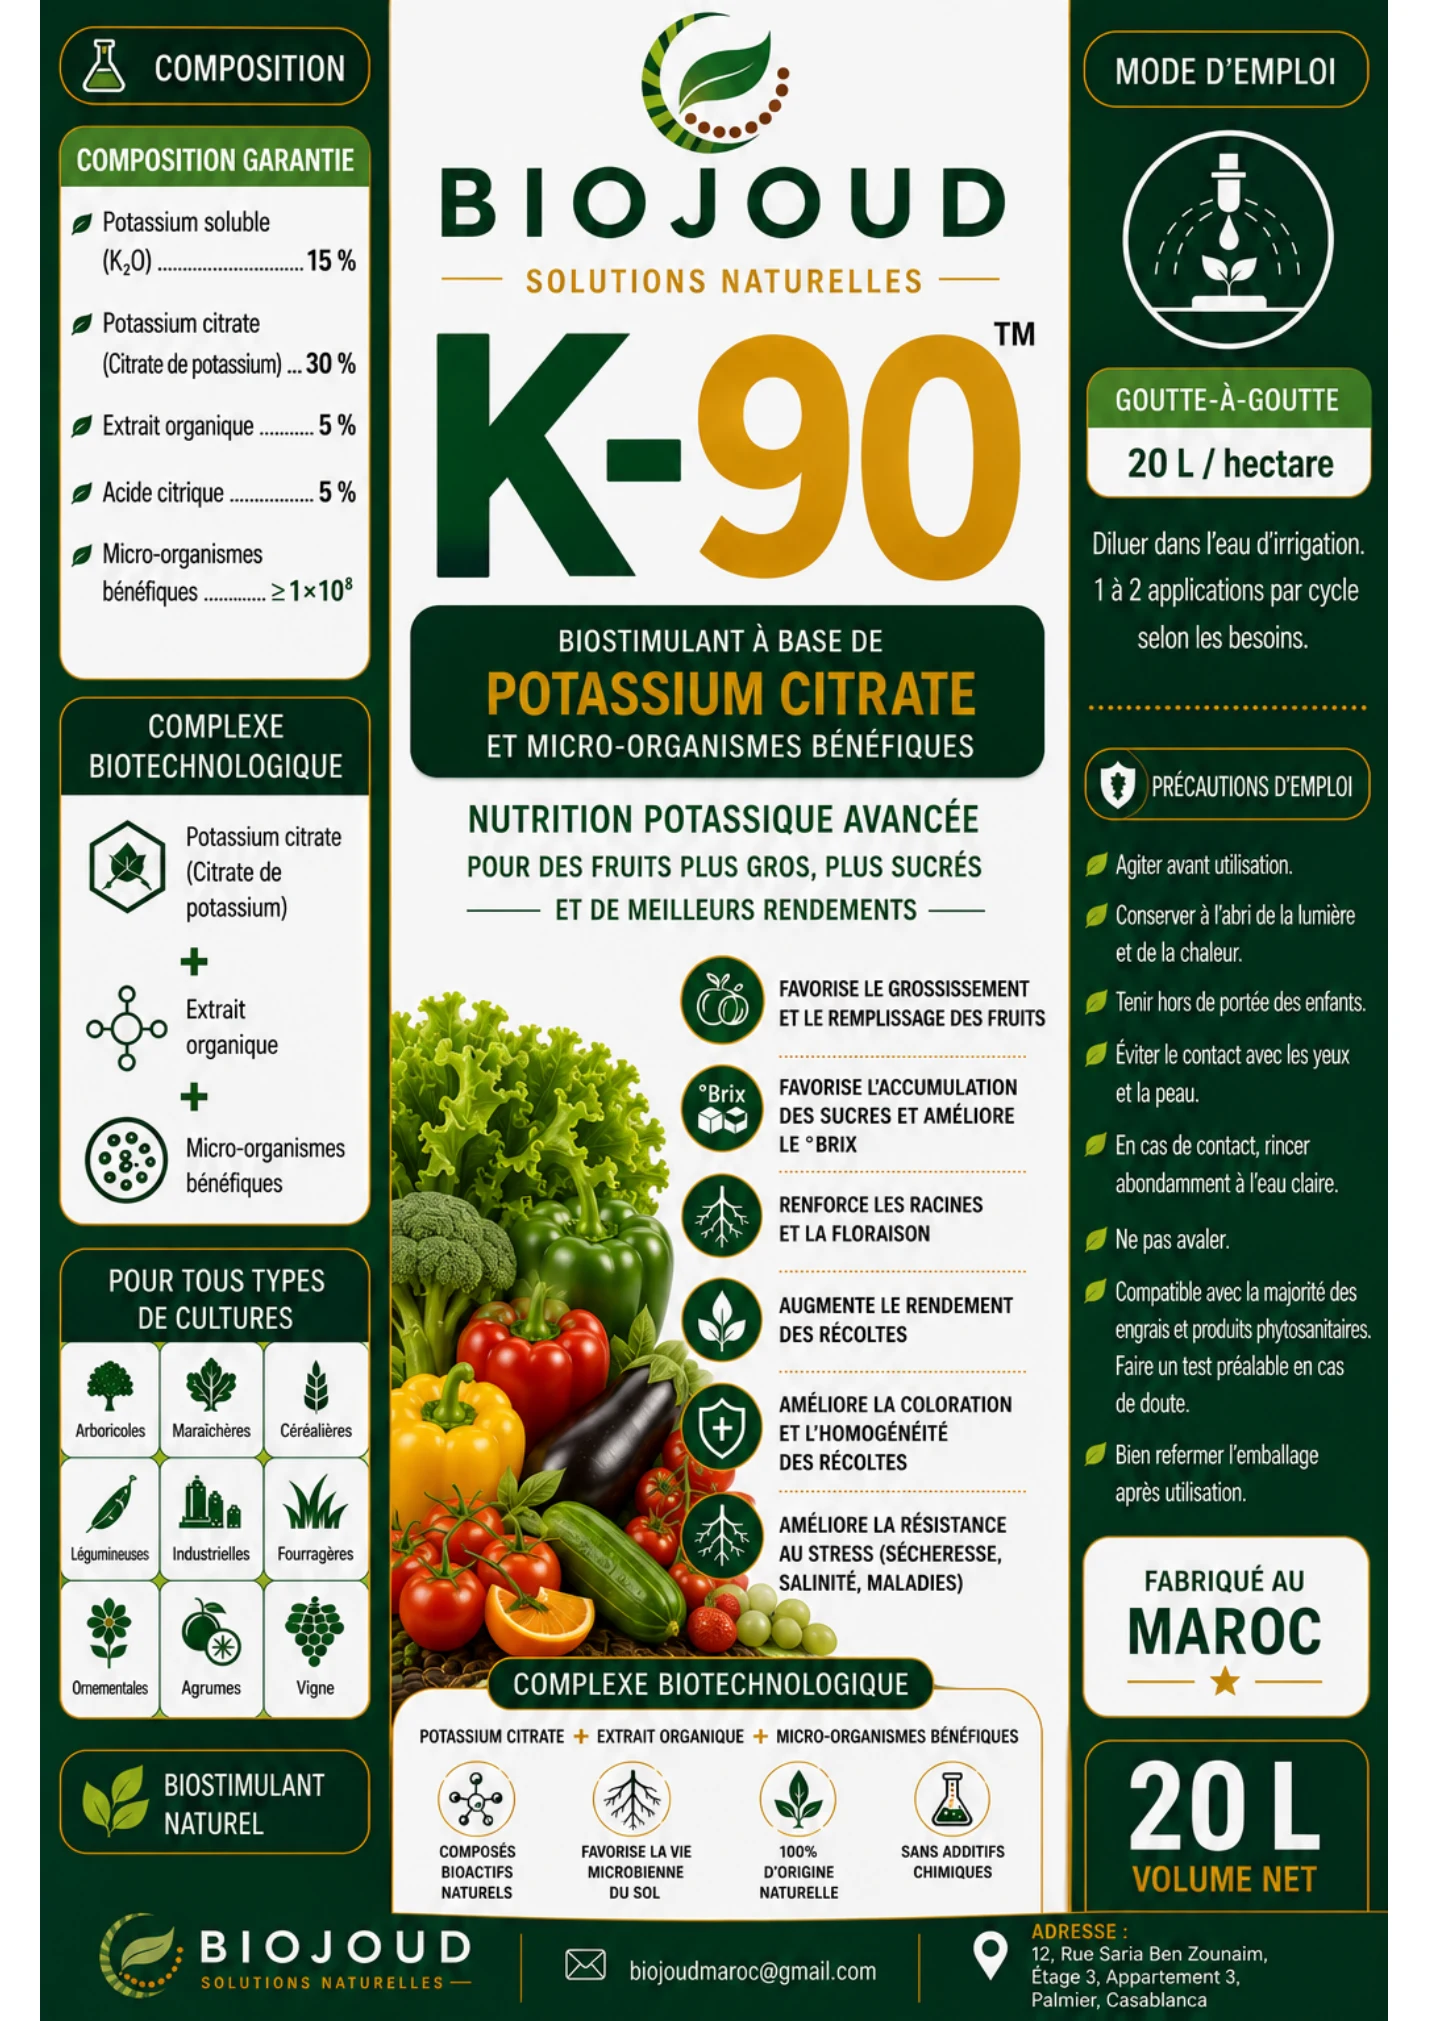 COMPOSITION
COMPOSITION GARANTIE
Potassium soluble
(K₂O) ............................ 15 %
Potassium citrate
(Citrate de potassium) ... 30 %
Extrait organique ........... 5 %
Acide citrique ................. 5 %
Micro-organismes
bénéfiques ............. ≥ 1×10⁸
COMPLEXE
BIOTECHNOLOGIQUE
Potassium citrate
(Citrate de
potassium)
+
Extrait
organique
+
Micro-organismes
bénéfiques
POUR TOUS TYPES
DE CULTURES
Arboricoles Maraîchères Céréalières
Légumineuses Industrielles Fourragères
Ornementales Agrumes Vigne
BIOSTIMULANT
NATUREL
BIOJOUD
SOLUTIONS NATURELLES
K-90™
BIOSTIMULANT À BASE DE
POTASSIUM CITRATE
ET MICRO-ORGANISMES BÉNÉFIQUES
NUTRITION POTASSIQUE AVANCÉE
POUR DES FRUITS PLUS GROS, PLUS SUCRÉS
ET DE MEILLEURS RENDEMENTS
FAVORISE LE GROSSISSEMENT
ET LE REMPLISSAGE DES FRUITS
°Brix
FAVORISE L'ACCUMULATION
DES SUCRES ET AMÉLIORE
LE °BRIX
RENFORCE LES RACINES
ET LA FLORAISON
AUGMENTE LE RENDEMENT
DES RÉCOLTES
AMÉLIORE LA COLORATION
ET L'HOMOGÉNÉITÉ
DES RÉCOLTES
AMÉLIORE LA RÉSISTANCE
AU STRESS (SÉCHERESSE,
SALINITÉ, MALADIES)
COMPLEXE BIOTECHNOLOGIQUE
POTASSIUM CITRATE + EXTRAIT ORGANIQUE + MICRO-ORGANISMES BÉNÉFIQUES
COMPOSÉS
BIOACTIFS
NATURELS
FAVORISE LA VIE
MICROBIENNE
DU SOL
100%
D'ORIGINE
NATURELLE
SANS ADDITIFS
CHIMIQUES
MODE D'EMPLOI
GOUTTE-À-GOUTTE
20 L / hectare
Diluer dans l'eau d'irrigation.
1 à 2 applications par cycle
selon les besoins.
PRÉCAUTIONS D'EMPLOI
Agiter avant utilisation.
Conserver à l'abri de la lumière
et de la chaleur.
Tenir hors de portée des enfants.
Éviter le contact avec les yeux
et la peau.
En cas de contact, rincer
abondamment à l'eau claire.
Ne pas avaler.
Compatible avec la majorité des
engrais et produits phytosanitaires.
Faire un test préalable en cas
de doute.
Bien refermer l'emballage
après utilisation.
FABRIQUÉ AU
MAROC
20 L
VOLUME NET
BIOJOUD
SOLUTIONS NATURELLES
biojoudmaroc@gmail.com
ADRESSE :
12, Rue Saria Ben Zounaim,
Étage 3, Appartement 3,
Palmier, Casablanca